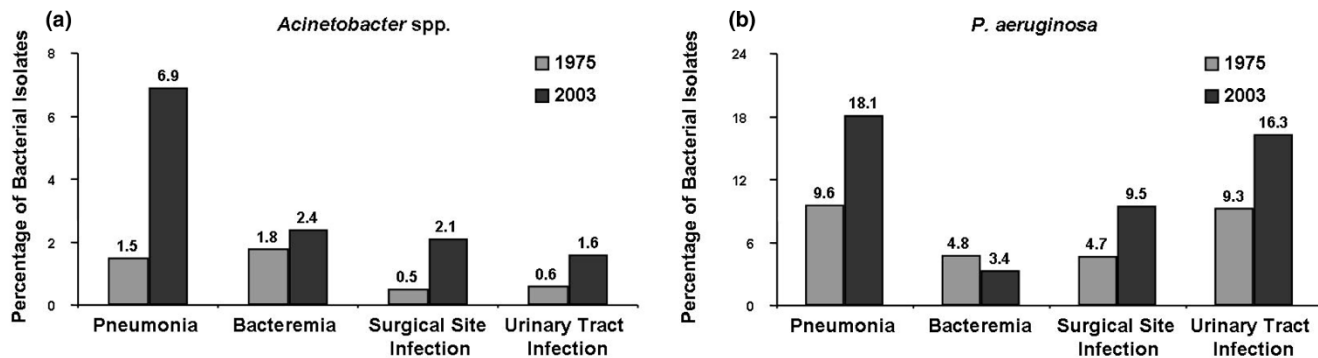 (a)
Acinetobacter spp.
Percentage of Bacterial Isolates
8
6
4
2
0
1975
2003
1.5
6.9
1.8
2.4
0.5
2.1
0.6
1.6
Pneumonia
Bacteremia
Surgical Site
Infection
Urinary Tract
Infection
(b)
P. aeruginosa
Percentage of Bacterial Isolates
24
18
12
6
0
1975
2003
9.6
18.1
4.8
3.4
4.7
9.5
9.3
16.3
Pneumonia
Bacteremia
Surgical Site
Infection
Urinary Tract
Infection